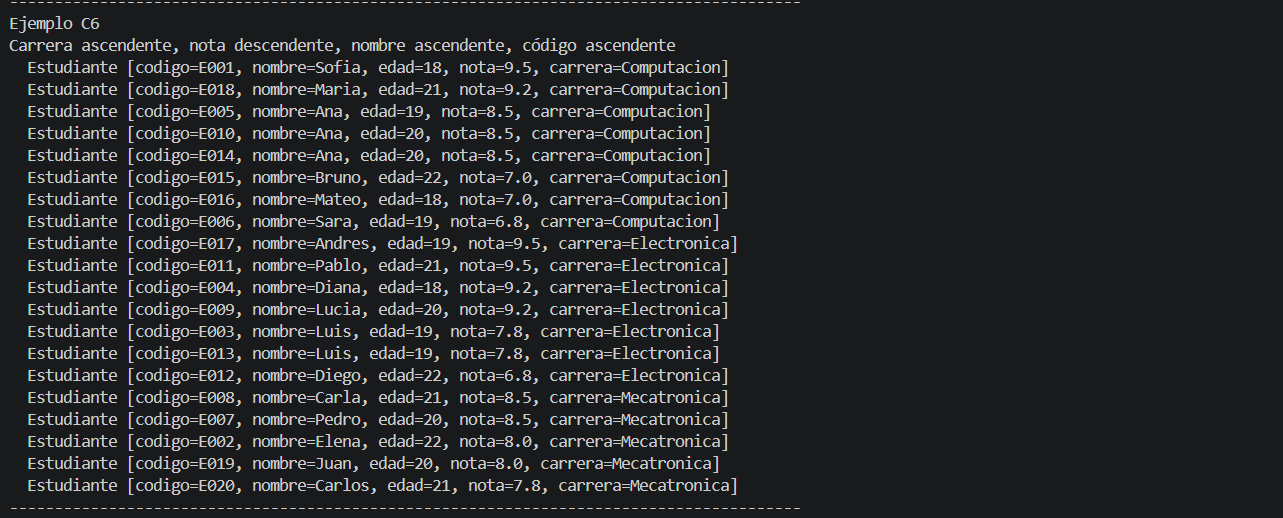 ----------------------------------------------------------------------------------------
Ejemplo C6
Carrera ascendente, nota descendente, nombre ascendente, código ascendente
  Estudiante [codigo=E001, nombre=Sofia, edad=18, nota=9.5, carrera=Computacion]
  Estudiante [codigo=E018, nombre=Maria, edad=21, nota=9.2, carrera=Computacion]
  Estudiante [codigo=E005, nombre=Ana, edad=19, nota=8.5, carrera=Computacion]
  Estudiante [codigo=E010, nombre=Ana, edad=20, nota=8.5, carrera=Computacion]
  Estudiante [codigo=E014, nombre=Ana, edad=20, nota=8.5, carrera=Computacion]
  Estudiante [codigo=E015, nombre=Bruno, edad=22, nota=7.0, carrera=Computacion]
  Estudiante [codigo=E016, nombre=Mateo, edad=18, nota=7.0, carrera=Computacion]
  Estudiante [codigo=E006, nombre=Sara, edad=19, nota=6.8, carrera=Computacion]
  Estudiante [codigo=E017, nombre=Andres, edad=19, nota=9.5, carrera=Electronica]
  Estudiante [codigo=E011, nombre=Pablo, edad=21, nota=9.5, carrera=Electronica]
  Estudiante [codigo=E004, nombre=Diana, edad=18, nota=9.2, carrera=Electronica]
  Estudiante [codigo=E009, nombre=Lucia, edad=20, nota=9.2, carrera=Electronica]
  Estudiante [codigo=E003, nombre=Luis, edad=19, nota=7.8, carrera=Electronica]
  Estudiante [codigo=E013, nombre=Luis, edad=19, nota=7.8, carrera=Electronica]
  Estudiante [codigo=E012, nombre=Diego, edad=22, nota=6.8, carrera=Electronica]
  Estudiante [codigo=E008, nombre=Carla, edad=21, nota=8.5, carrera=Mecatronica]
  Estudiante [codigo=E007, nombre=Pedro, edad=20, nota=8.5, carrera=Mecatronica]
  Estudiante [codigo=E002, nombre=Elena, edad=22, nota=8.0, carrera=Mecatronica]
  Estudiante [codigo=E019, nombre=Juan, edad=20, nota=8.0, carrera=Mecatronica]
  Estudiante [codigo=E020, nombre=Carlos, edad=21, nota=7.8, carrera=Mecatronica]
----------------------------------------------------------------------------------------